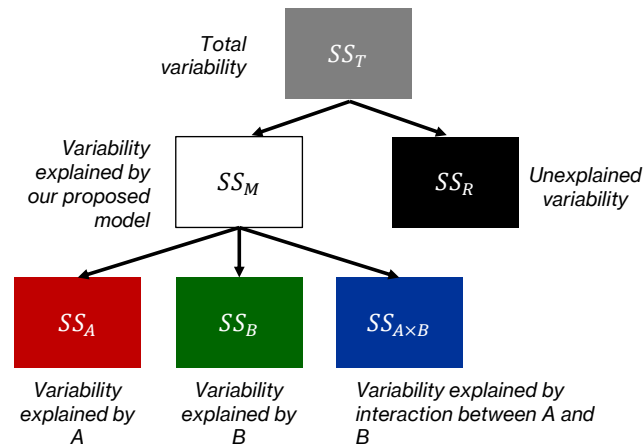 Total
variability
SS_T
Variability
explained by
our proposed
model
SS_M
SS_R
Unexplained
variability
SS_A
SS_B
SS_{A×B}
Variability
explained by
A
Variability
explained by
B
Variability explained by
interaction between A and
B